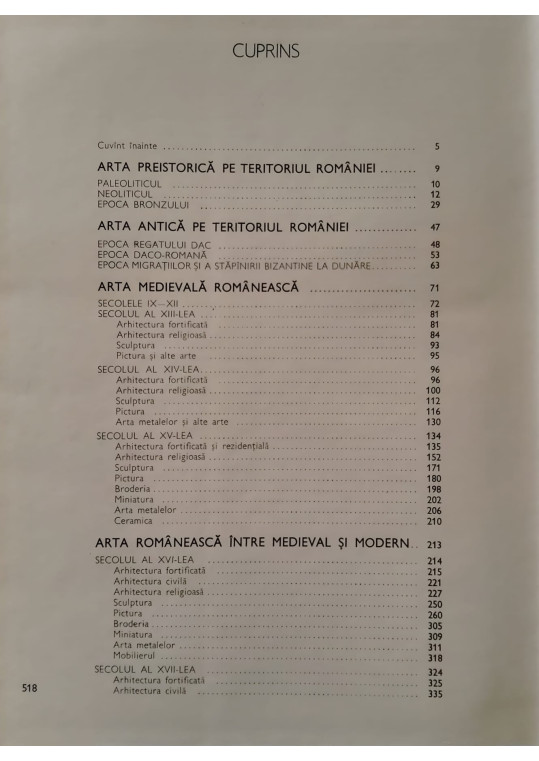 CUPRINS
Cuvînt înainte ........ 5
ARTA PREISTORICĂ PE TERITORIUL ROMÂNIEI ........ 9
PALEOLITICUL ........ 10
NEOLITICUL ........ 12
EPOCA BRONZULUI ........ 29
ARTA ANTICĂ PE TERITORIUL ROMÂNIEI ........ 47
EPOCA REGATULUI DAC ........ 48
EPOCA DACO-ROMANĂ ........ 53
EPOCA MIGRAȚIILOR ȘI A STĂPÎNIRII BIZANTINE LA DUNĂRE ........ 63
ARTA MEDIEVALĂ ROMÂNEASCĂ ........ 71
SECOLELE IX—XII ........ 72
SECOLUL AL XIII-LEA ........ 81
Arhitectura fortificată ........ 81
Arhitectura religioasă ........ 84
Sculptura ........ 93
Pictura și alte arte ........ 95
SECOLUL AL XIV-LEA ........ 96
Arhitectura fortificată ........ 96
Arhitectura religioasă ........ 100
Sculptura ........ 112
Pictura ........ 116
Arta metalelor și alte arte ........ 130
SECOLUL AL XV-LEA ........ 134
Arhitectura fortificată și rezidențială ........ 135
Arhitectura religioasă ........ 152
Sculptura ........ 171
Pictura ........ 180
Broderia ........ 198
Miniatura ........ 202
Arta metalelor ........ 206
Ceramica ........ 210
ARTA ROMÂNEASCĂ ÎNTRE MEDIEVAL ȘI MODERN .. 213
SECOLUL AL XVI-LEA ........ 214
Arhitectura fortificată ........ 215
Arhitectura civilă ........ 221
Arhitectura religioasă ........ 227
Sculptura ........ 250
Pictura ........ 260
Broderia ........ 305
Miniatura ........ 309
Arta metalelor ........ 311
Mobilierul ........ 318
SECOLUL AL XVII-LEA ........ 324
Arhitectura fortificată ........ 325
Arhitectura civilă ........ 335
518